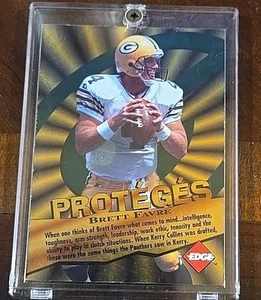 G
4
PROTEGÉS
BRETT FAVRE
When one thinks of Brett Favre what comes to mind...intelligence,
toughness, arm strength, leadership, work ethic, tenacity and the
ability to play in clutch situations. When Kerry Collins was drafted,
these were the same things the Panthers saw in Kerry.
EDGE